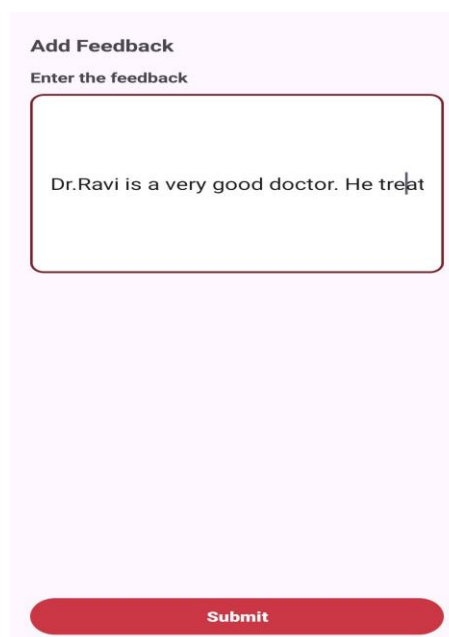 Add Feedback
Enter the feedback
Dr.Ravi is a very good doctor. He treat
Submit